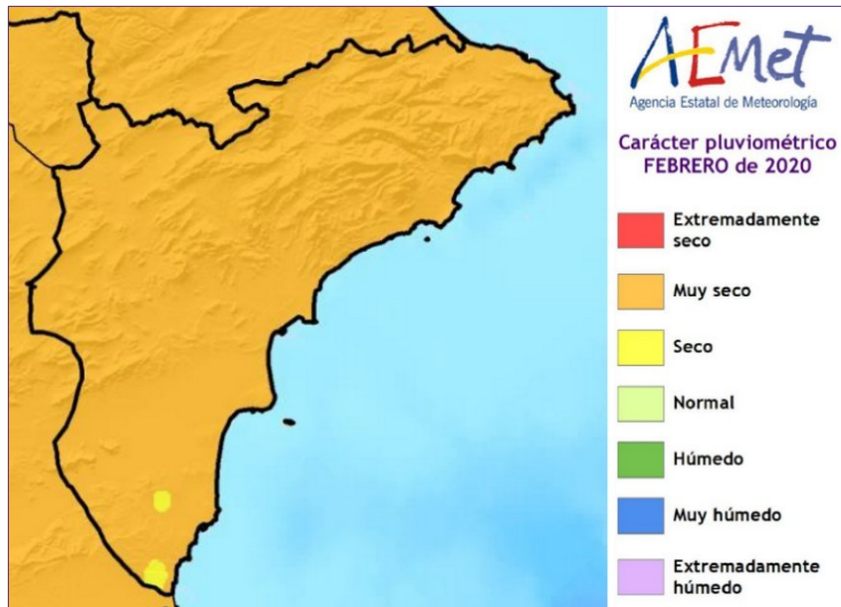 AEMet
Agencia Estatal de Meteorología
Carácter pluviométrico
FEBRERO de 2020
Extremadamente
seco
Muy seco
Seco
Normal
Húmedo
Muy húmedo
Extremadamente
húmedo